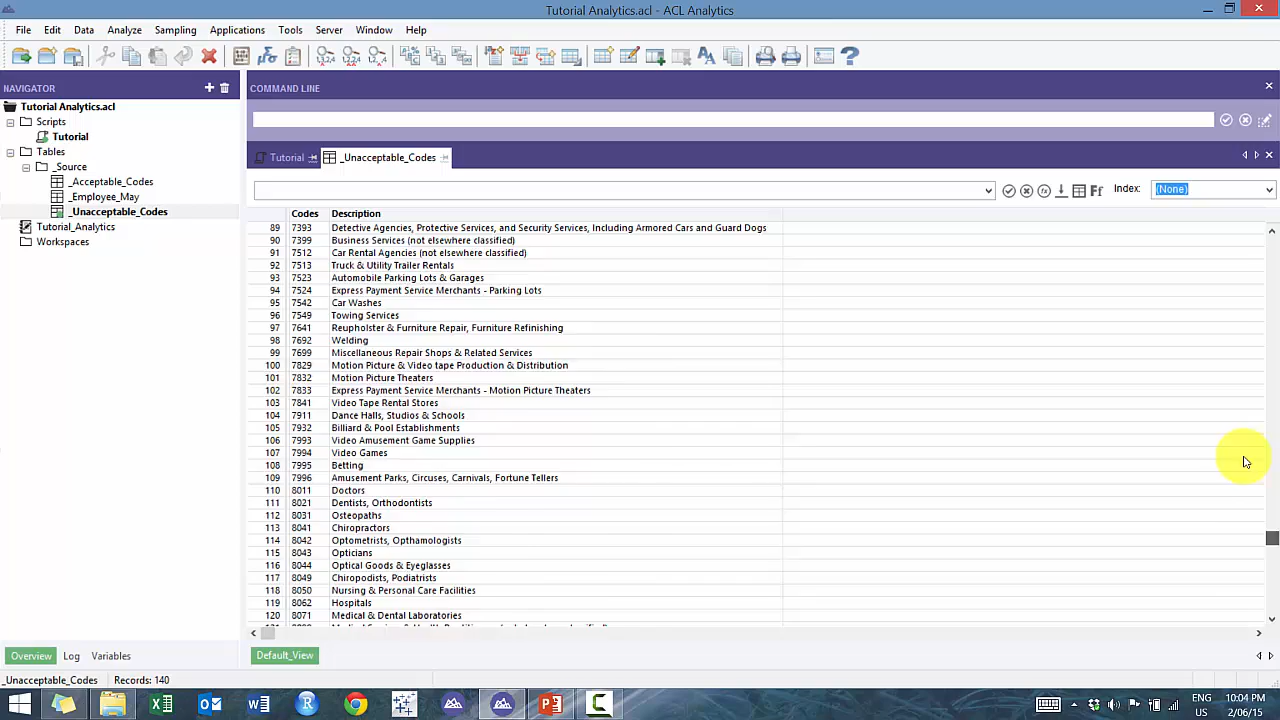 Tutorial Analytics.acl - ACL Analytics
File Edit Data Analyze Sampling Applications Tools Server Window Help
NAVIGATOR
COMMAND LINE
Tutorial Analytics.acl
Scripts
Tutorial
Tables
_Source
_Acceptable_Codes
_Employee_May
_Unacceptable_Codes
Tutorial_Analytics
Workspaces
Tutorial _Unacceptable_Codes
Index: (None)
Codes Description
89 7393 Detective Agencies, Protective Services, and Security Services, Including Armored Cars and Guard Dogs
90 7399 Business Services (not elsewhere classified)
91 7512 Car Rental Agencies (not elsewhere classified)
92 7513 Truck & Utility Trailer Rentals
93 7523 Automobile Parking Lots & Garages
94 7524 Express Payment Service Merchants - Parking Lots
95 7542 Car Washes
96 7549 Towing Services
97 7641 Reupholster & Furniture Repair, Furniture Refinishing
98 7692 Welding
99 7699 Miscellaneous Repair Shops & Related Services
100 7829 Motion Picture & Video tape Production & Distribution
101 7832 Motion Picture Theaters
102 7833 Express Payment Service Merchants - Motion Picture Theaters
103 7841 Video Tape Rental Stores
104 7911 Dance Halls, Studios & Schools
105 7932 Billiard & Pool Establishments
106 7993 Video Amusement Game Supplies
107 7994 Video Games
108 7995 Betting
109 7996 Amusement Parks, Circuses, Carnivals, Fortune Tellers
110 8011 Doctors
111 8021 Dentists, Orthodontists
112 8031 Osteopaths
113 8041 Chiropractors
114 8042 Optometrists, Opthamologists
115 8043 Opticians
116 8044 Optical Goods & Eyeglasses
117 8049 Chiropodists, Podiatrists
118 8050 Nursing & Personal Care Facilities
119 8062 Hospitals
120 8071 Medical & Dental Laboratories
Overview Log Variables
Default_View
_Unacceptable_Codes Records: 140
ENG 10:04 PM
US 2/06/15